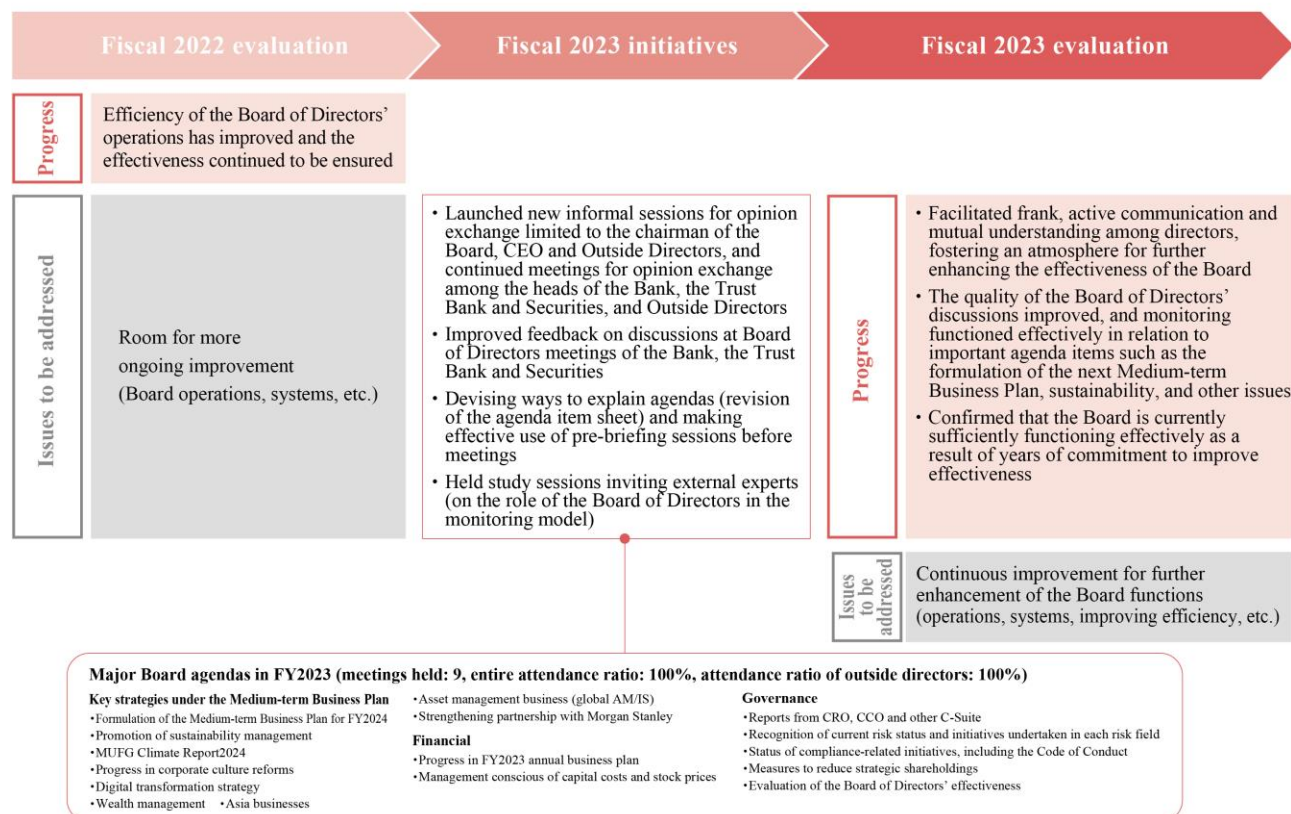 Fiscal 2022 evaluation
Fiscal 2023 initiatives
Fiscal 2023 evaluation
Progress
Efficiency of the Board of Directors’
operations has improved and the
effectiveness continued to be ensured
Issues to be addressed
Room for more
ongoing improvement
(Board operations, systems, etc.)
• Launched new informal sessions for opinion
exchange limited to the chairman of the
Board, CEO and Outside Directors, and
continued meetings for opinion exchange
among the heads of the Bank, the Trust
Bank and Securities, and Outside Directors
• Improved feedback on discussions at Board
of Directors meetings of the Bank, the Trust
Bank and Securities
• Devising ways to explain agendas (revision
of the agenda item sheet) and making
effective use of pre-briefing sessions before
meetings
• Held study sessions inviting external experts
(on the role of the Board of Directors in the
monitoring model)
Progress
• Facilitated frank, active communication and
mutual understanding among directors,
fostering an atmosphere for further
enhancing the effectiveness of the Board
• The quality of the Board of Directors’
discussions improved, and monitoring
functioned effectively in relation to
important agenda items such as the
formulation of the next Medium-term
Business Plan, sustainability, and other issues
• Confirmed that the Board is currently
sufficiently functioning effectively as a
result of years of commitment to improve
effectiveness
Issues
to be
addressed
Continuous improvement for further
enhancement of the Board functions
(operations, systems, improving efficiency, etc.)
Major Board agendas in FY2023 (meetings held: 9, entire attendance ratio: 100%, attendance ratio of outside directors: 100%)
Key strategies under the Medium-term Business Plan
•Formulation of the Medium-term Business Plan for FY2024
•Promotion of sustainability management
•MUFG Climate Report2024
•Progress in corporate culture reforms
•Digital transformation strategy
•Wealth management •Asia businesses
•Asset management business (global AM/IS)
•Strengthening partnership with Morgan Stanley
Financial
•Progress in FY2023 annual business plan
•Management conscious of capital costs and stock prices
Governance
•Reports from CRO, CCO and other C-Suite
•Recognition of current risk status and initiatives undertaken in each risk field
•Status of compliance-related initiatives, including the Code of Conduct
•Measures to reduce strategic shareholdings
•Evaluation of the Board of Directors’ effectiveness